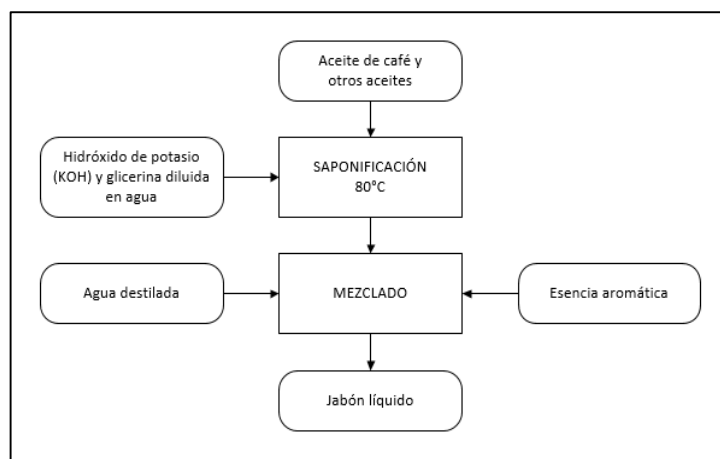 Aceite de café y
otros aceites
Hidróxido de potasio
(KOH) y glicerina diluida
en agua
SAPONIFICACIÓN
80°C
Agua destilada
MEZCLADO
Esencia aromática
Jabón líquido